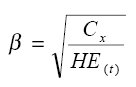 β = √(C_x / HE_(t))